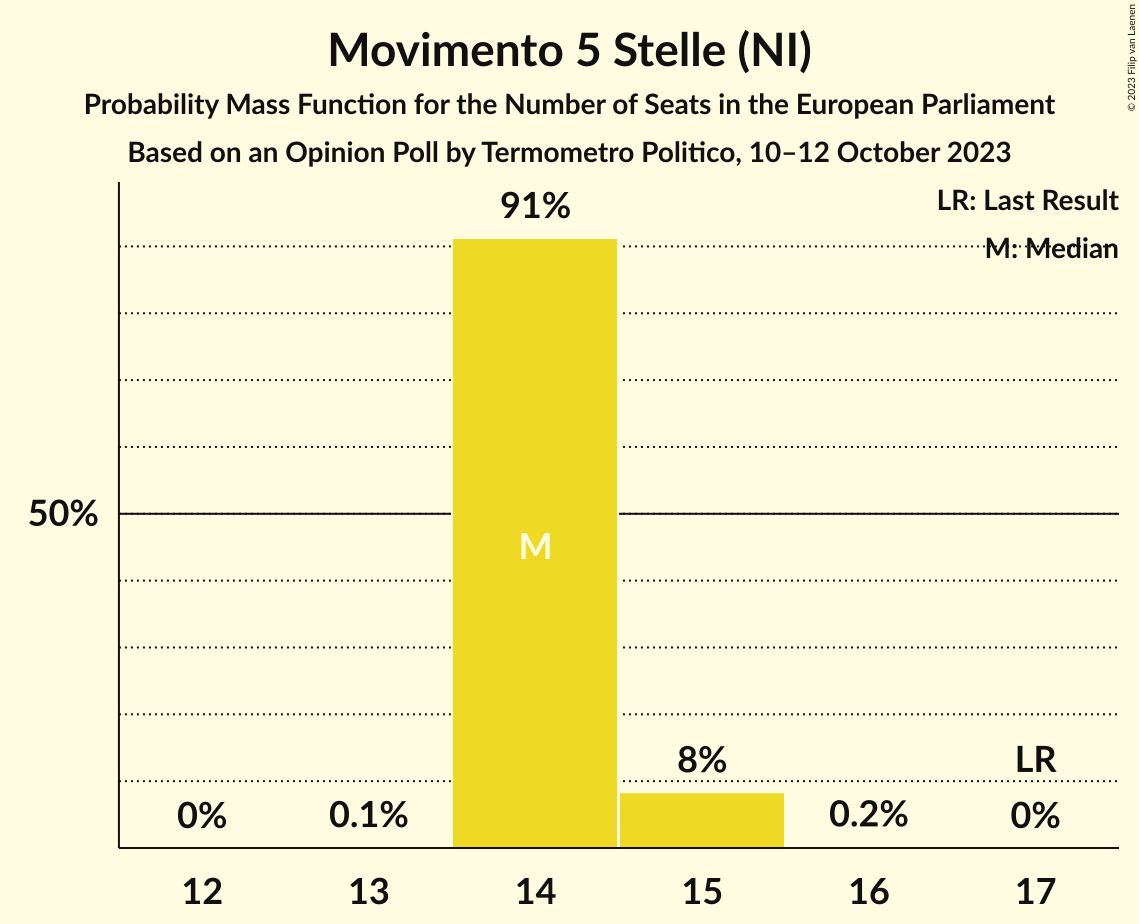 Movimento 5 Stelle (NI)
Probability Mass Function for the Number of Seats in the European Parliament
Based on an Opinion Poll by Termometro Politico, 10–12 October 2023
© 2023 Filip van Laenen
LR: Last Result
M: Median
91%
50%
M
8%
LR
0%
0.1%
0.2%
0%
12
13
14
15
16
17